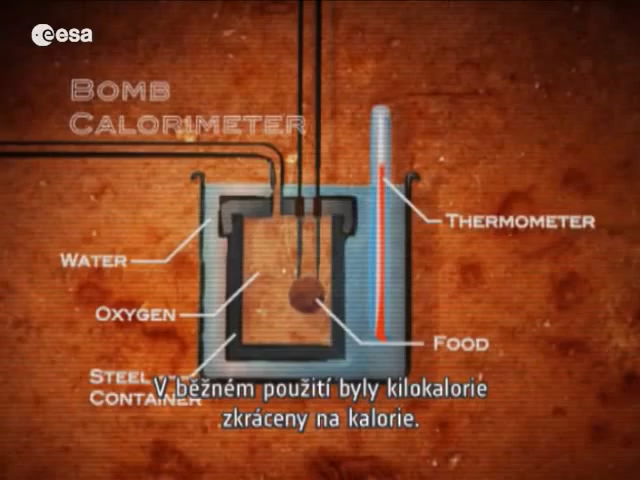 esa
BOMB
CALORIMETER
THERMOMETER
WATER
OXYGEN
FOOD
STEEL
CONTAINER
V běžném použití byly kilokalorie
zkráceny na kalorie.